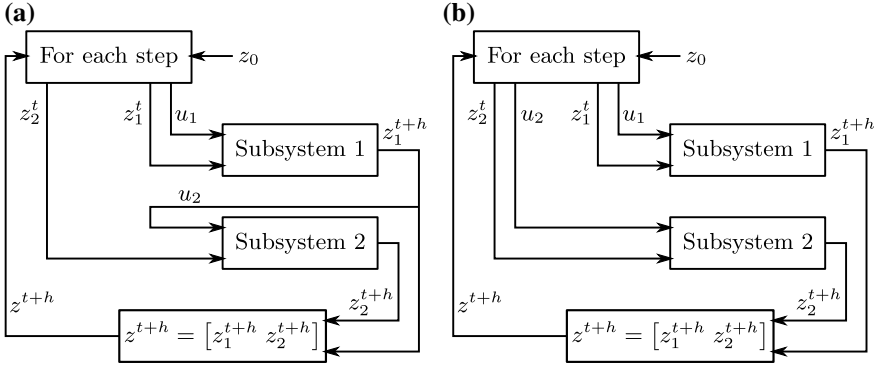 (a)
For each step
z_0
z_2^t
z_1^t
u_1
z_1^{t+h}
Subsystem 1
u_2
Subsystem 2
z^{t+h}
z_2^{t+h}
z^{t+h} = [z_1^{t+h} z_2^{t+h}]
(b)
For each step
z_0
z_2^t
u_2
z_1^t
u_1
z_1^{t+h}
Subsystem 1
Subsystem 2
z^{t+h}
z_2^{t+h}
z^{t+h} = [z_1^{t+h} z_2^{t+h}]